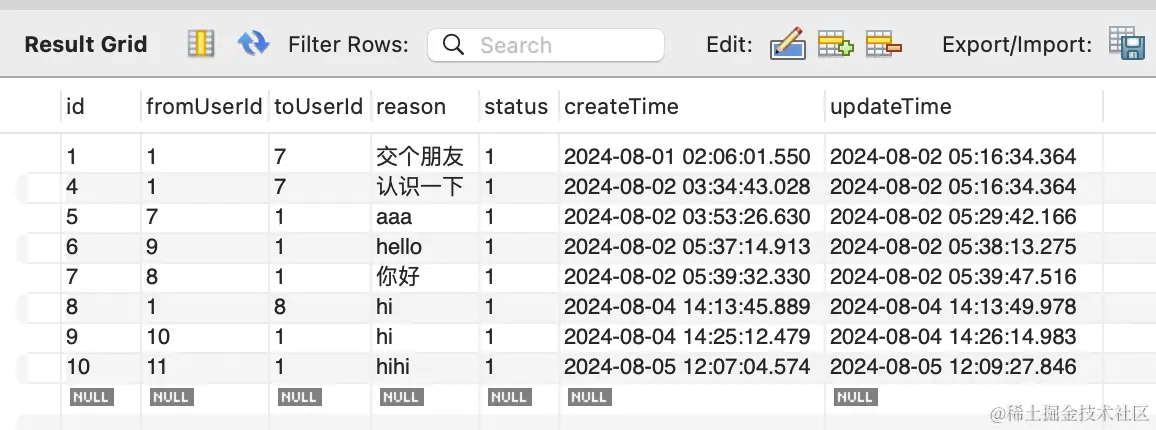 Result Grid Filter Rows: Search Edit: Export/Import:
id fromUserId toUserId reason status createTime updateTime
1 1 7 交个朋友 1 2024-08-01 02:06:01.550 2024-08-02 05:16:34.364
4 1 7 认识一下 1 2024-08-02 03:34:43.028 2024-08-02 05:16:34.364
5 7 1 aaa 1 2024-08-02 03:53:26.630 2024-08-02 05:29:42.166
6 9 1 hello 1 2024-08-02 05:37:14.913 2024-08-02 05:38:13.275
7 8 1 你好 1 2024-08-02 05:39:32.330 2024-08-02 05:39:47.516
8 1 8 hi 1 2024-08-04 14:13:45.889 2024-08-04 14:13:49.978
9 10 1 hi 1 2024-08-04 14:25:12.479 2024-08-04 14:26:14.983
10 11 1 hihi 1 2024-08-05 12:07:04.574 2024-08-05 12:09:27.846
NULL NULL NULL NULL NULL NULL NULL
@稀土掘金技术社区